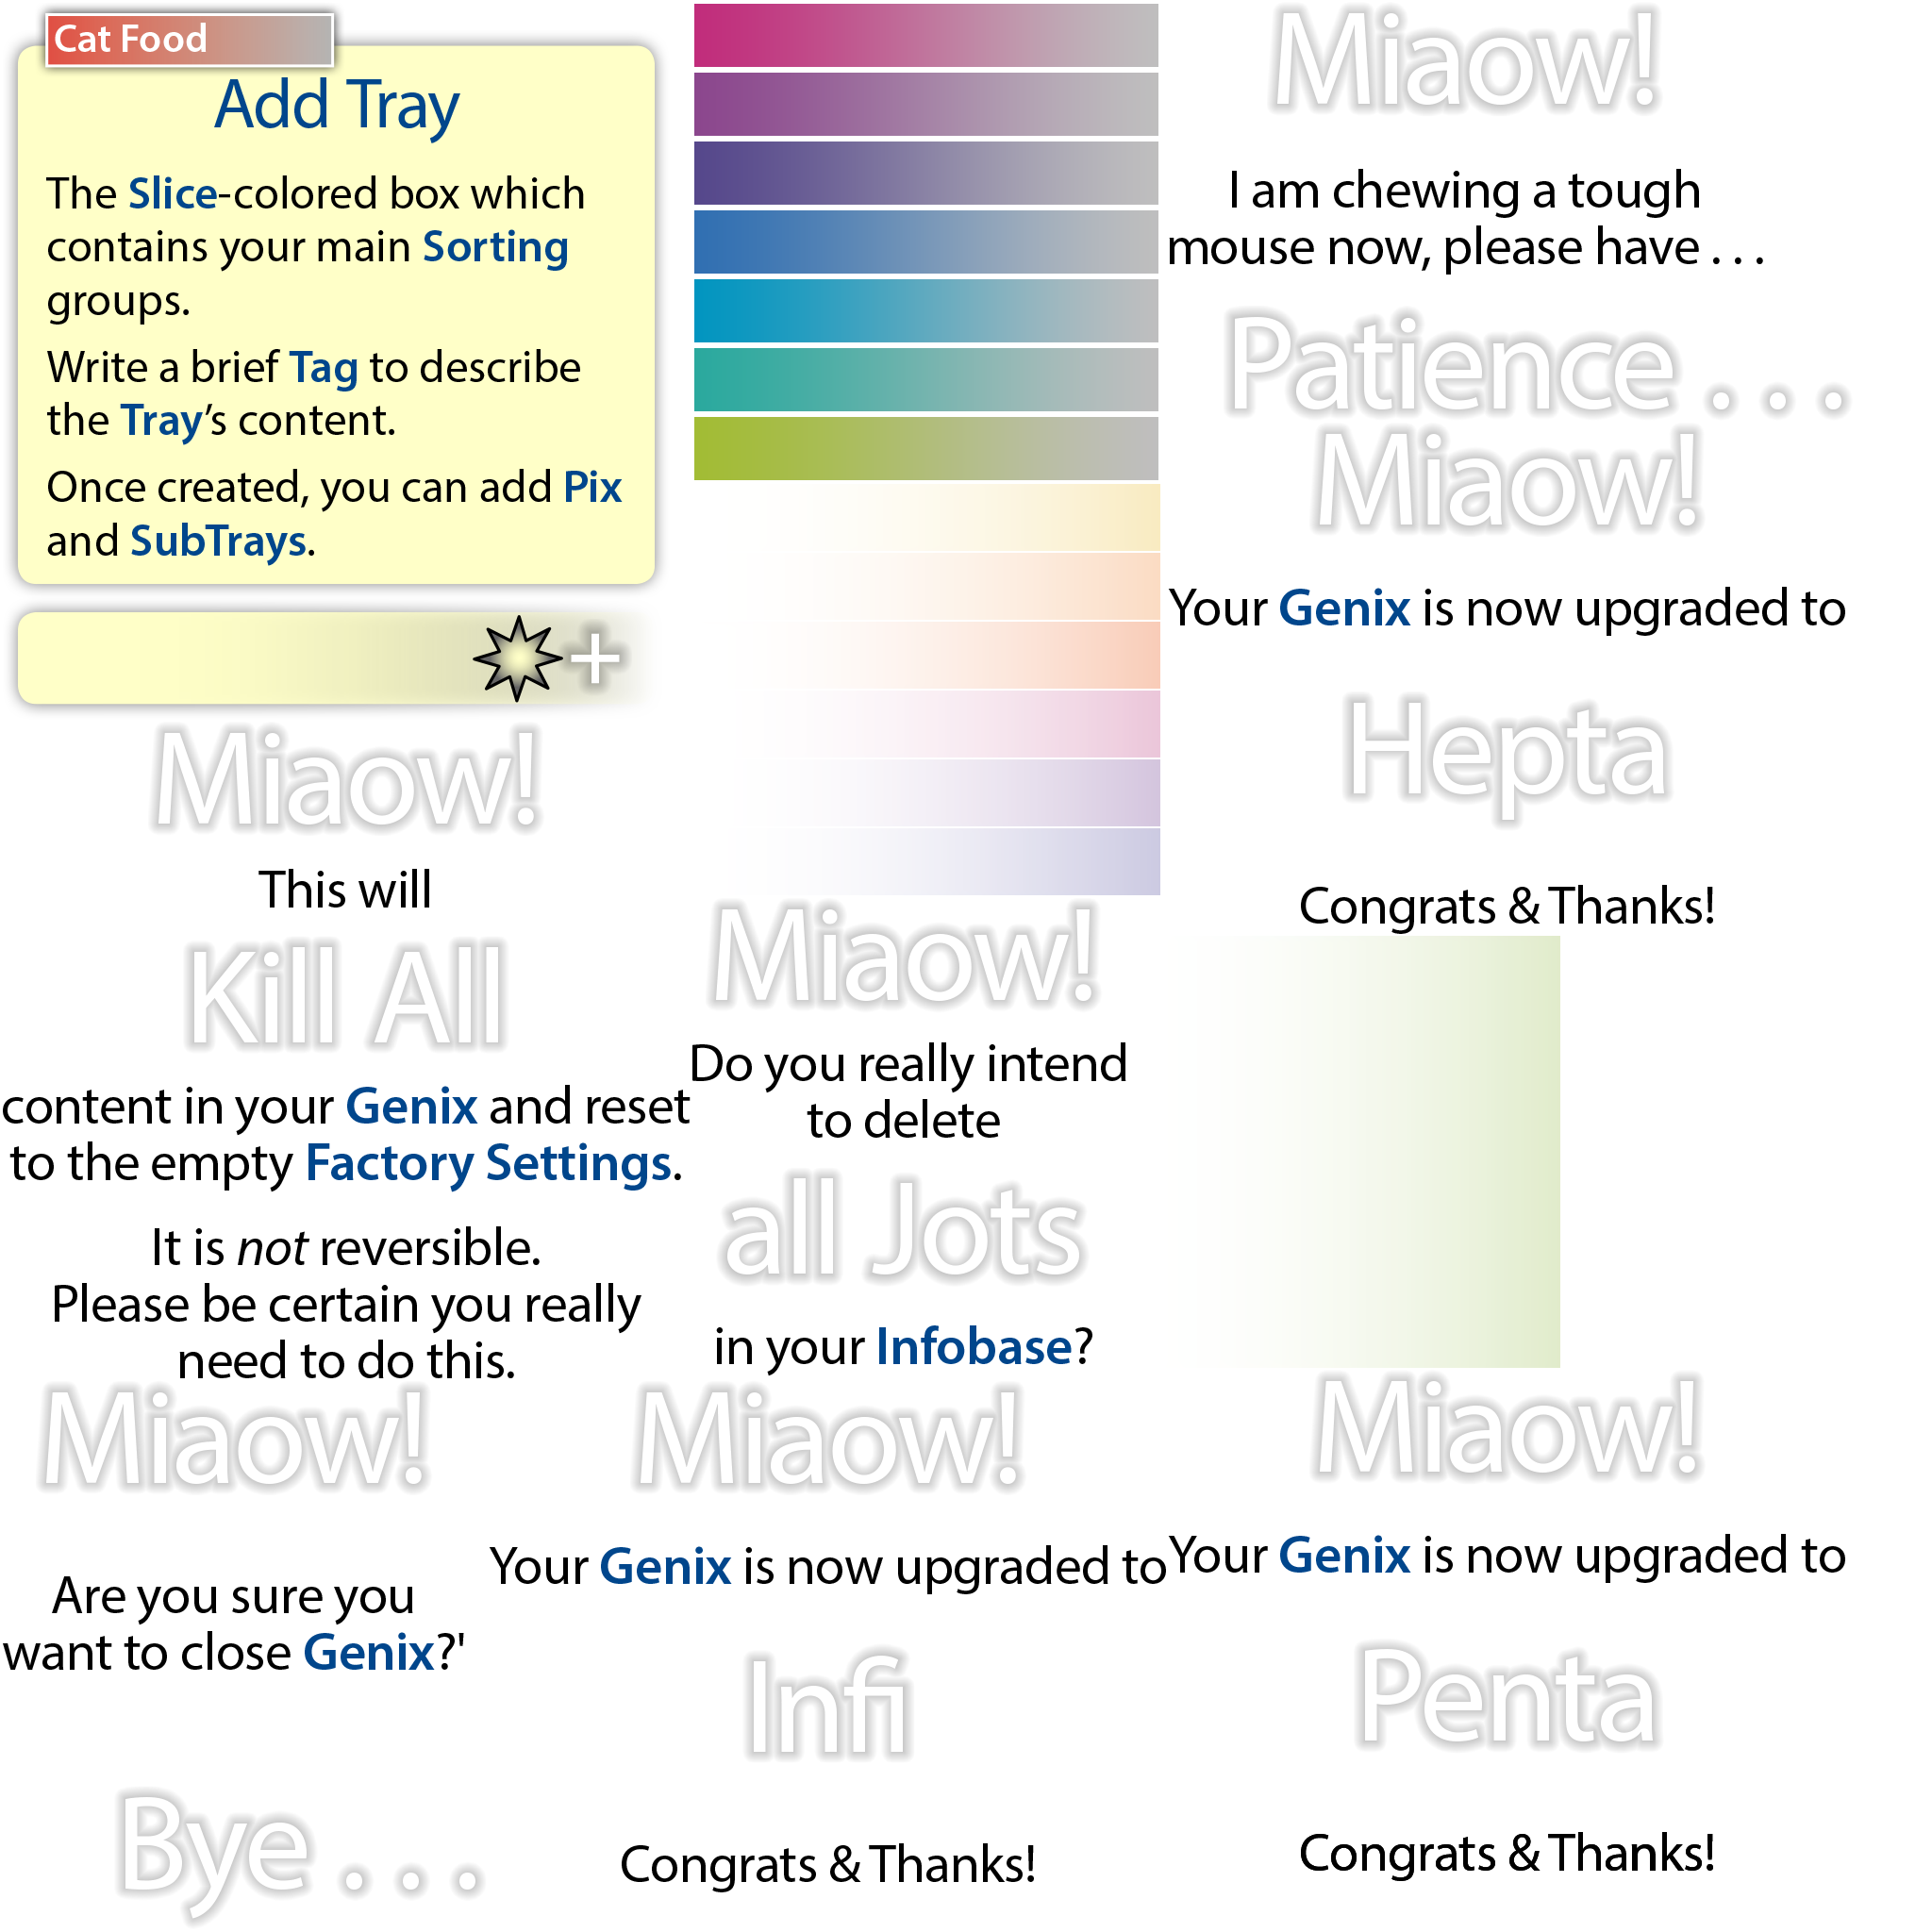 Cat Food
Add Tray
The Slice-colored box which
contains your main Sorting
groups.
Write a brief Tag to describe
the Tray’s content.
Once created, you can add Pix
and SubTrays.
+
Miaow!
This will
Kill All
content in your Genix and reset
to the empty Factory Settings.
It is not reversible.
Please be certain you really
need to do this.
Miaow!
Are you sure you
want to close Genix?'
Bye . . .
Miaow!
Do you really intend
to delete
all Jots
in your Infobase?
Miaow!
Your Genix is now upgraded to
Infi
Congrats & Thanks!
Miaow!
I am chewing a tough
mouse now, please have . . .
Patience . . .
Miaow!
Your Genix is now upgraded to
Hepta
Congrats & Thanks!
Miaow!
Your Genix is now upgraded to
Penta
Congrats & Thanks!